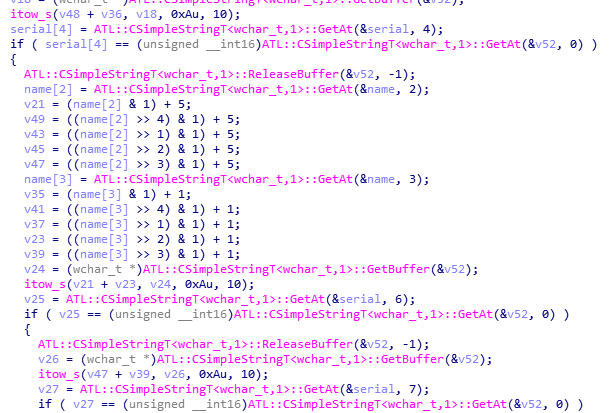 itow_s(v48 + v36, v18, 0xAu, 10);
serial[4] = ATL::CSimpleStringT<wchar_t,1>::GetAt(&serial, 4);
if ( serial[4] == (unsigned __int16)ATL::CSimpleStringT<wchar_t,1>::GetAt(&v52, 0) )
{
ATL::CSimpleStringT<wchar_t,1>::ReleaseBuffer(&v52, -1);
name[2] = ATL::CSimpleStringT<wchar_t,1>::GetAt(&name, 2);
v21 = (name[2] & 1) + 5;
v49 = ((name[2] >> 4) & 1) + 5;
v43 = ((name[2] >> 1) & 1) + 5;
v45 = ((name[2] >> 2) & 1) + 5;
v47 = ((name[2] >> 3) & 1) + 5;
name[3] = ATL::CSimpleStringT<wchar_t,1>::GetAt(&name, 3);
v35 = (name[3] & 1) + 1;
v41 = ((name[3] >> 4) & 1) + 1;
v37 = ((name[3] >> 1) & 1) + 1;
v23 = ((name[3] >> 2) & 1) + 1;
v39 = ((name[3] >> 3) & 1) + 1;
v24 = (wchar_t *)ATL::CSimpleStringT<wchar_t,1>::GetBuffer(&v52);
itow_s(v21 + v23, v24, 0xAu, 10);
v25 = ATL::CSimpleStringT<wchar_t,1>::GetAt(&serial, 6);
if ( v25 == (unsigned __int16)ATL::CSimpleStringT<wchar_t,1>::GetAt(&v52, 0) )
{
ATL::CSimpleStringT<wchar_t,1>::ReleaseBuffer(&v52, -1);
v26 = (wchar_t *)ATL::CSimpleStringT<wchar_t,1>::GetBuffer(&v52);
itow_s(v47 + v39, v26, 0xAu, 10);
v27 = ATL::CSimpleStringT<wchar_t,1>::GetAt(&serial, 7);
if ( v27 == (unsigned __int16)ATL::CSimpleStringT<wchar_t,1>::GetAt(&v52, 0) )